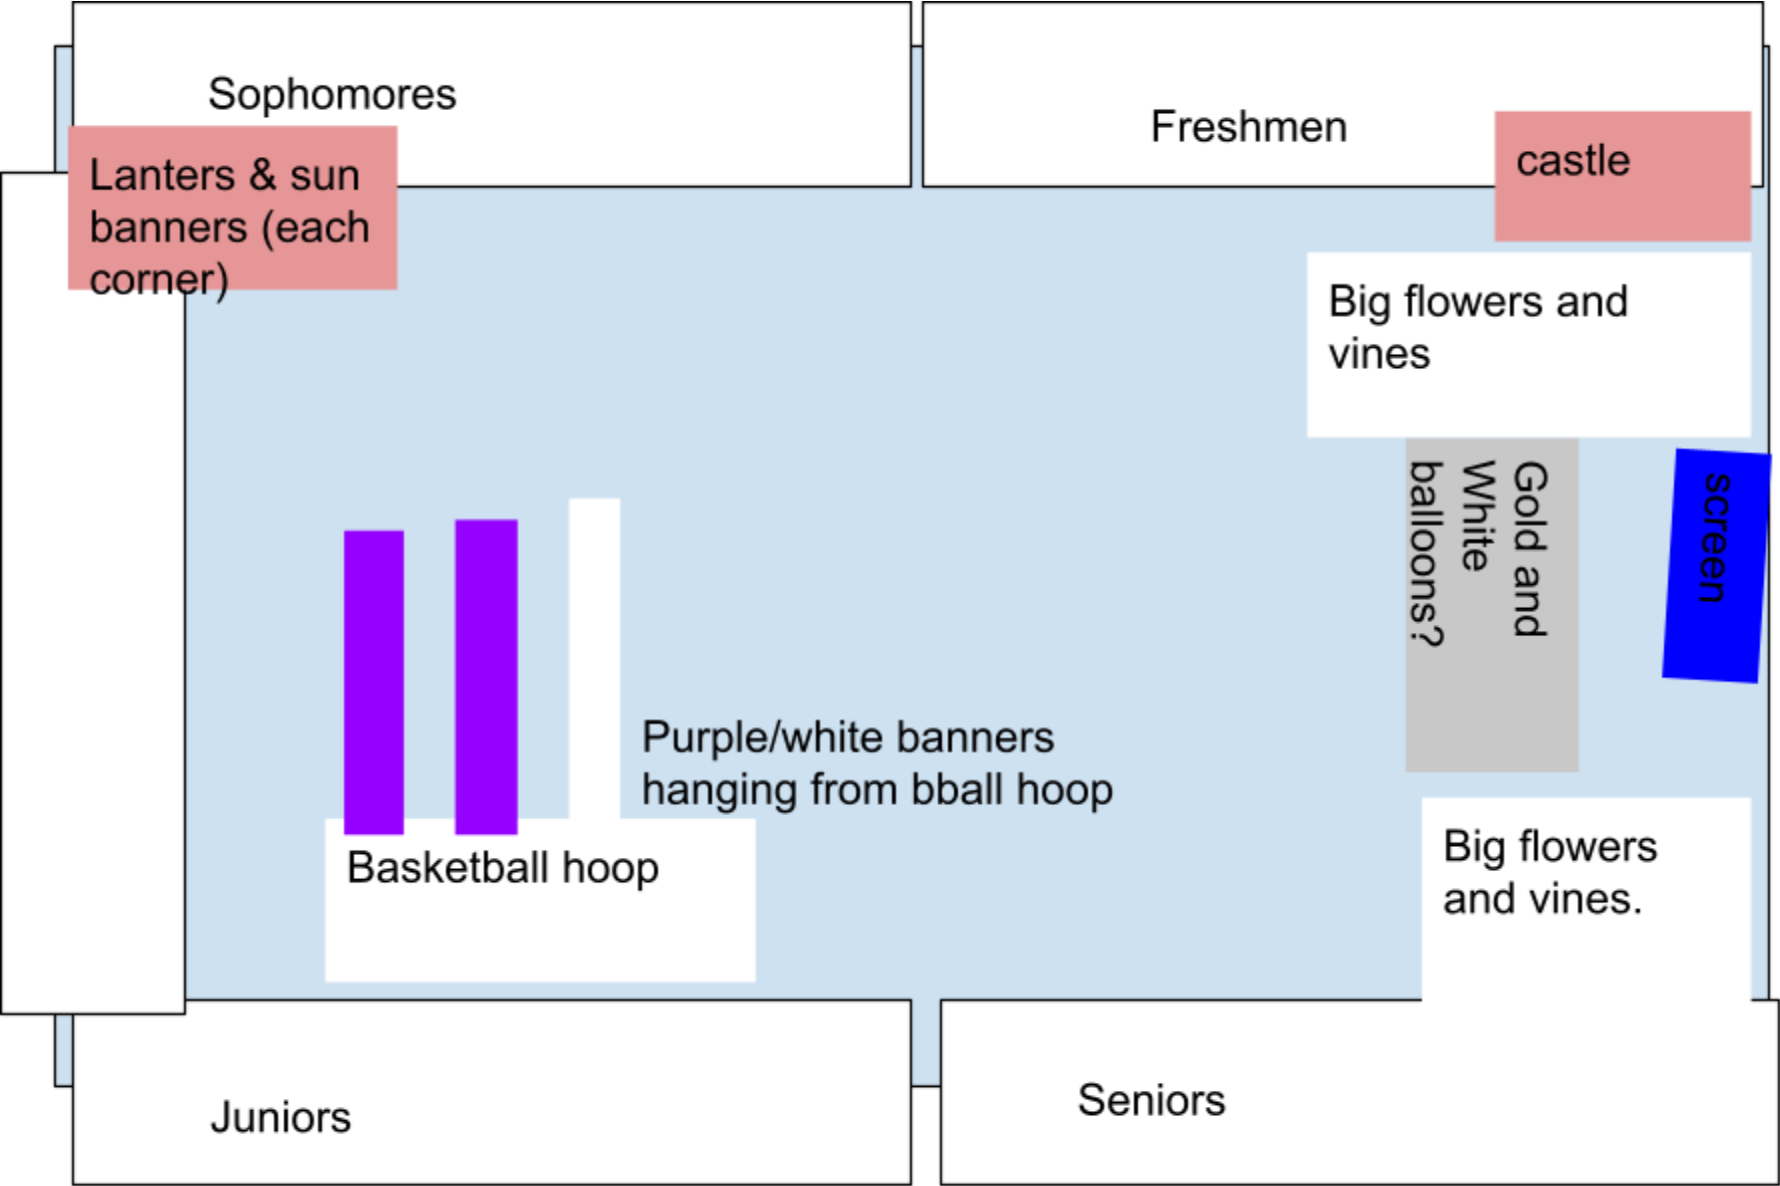 Sophomores
Freshmen
castle
Lanters & sun
banners (each
corner)
Big flowers and
vines
Gold and
White
balloons?
screen
Purple/white banners
hanging from bball hoop
Basketball hoop
Big flowers
and vines.
Juniors
Seniors